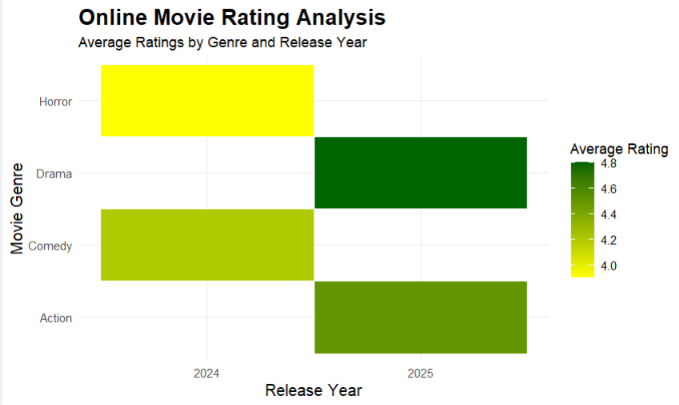 Online Movie Rating Analysis
Average Ratings by Genre and Release Year
Movie Genre
Horror
Drama
Comedy
Action
2024
2025
Release Year
Average Rating
4.8
4.6
4.4
4.2
4.0